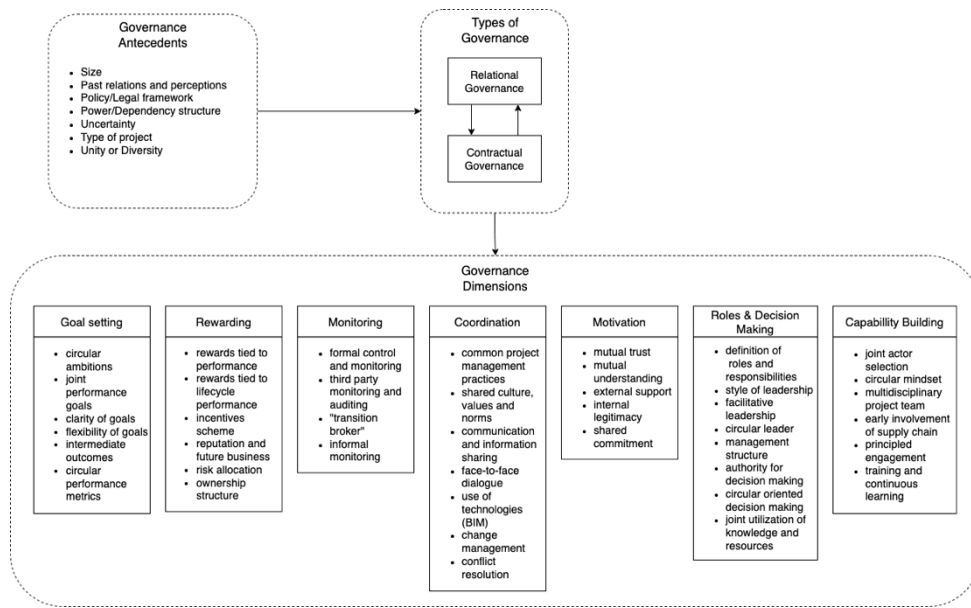 Governance
Antecedents
Size
Past relations and perceptions
Policy/Legal framework
Power/Dependency structure
Uncertainty
Type of project
Unity or Diversity
Types of
Governance
Relational
Governance
Contractual
Governance
Governance
Dimensions
Goal setting
circular
ambitions
joint
performance
goals
clarity of goals
flexibility of goals
intermediate
outcomes
circular
performance
metrics
Rewarding
rewards tied to
performance
rewards tied to
lifecycle
performance
incentives
scheme
reputation and
future business
risk allocation
ownership
structure
Monitoring
formal control
and monitoring
third party
monitoring and
auditing
"transition
broker"
informal
monitoring
Coordination
common project
management
practices
shared culture,
values and
norms
communication
and information
sharing
face-to-face
dialogue
use of
technologies
(BIM)
change
management
conflict
resolution
Motivation
mutual trust
mutual
understanding
external support
internal
legitimacy
shared
commitment
Roles & Decision
Making
definition of
roles and
responsibilities
style of leadership
facilitative
leadership
circular leader
management
structure
authority for
decision making
circular oriented
decision making
joint utilization of
knowledge and
resources
Capabillity Building
joint actor
selection
circular mindset
multidisciplinary
project team
early involvement
of supply chain
principled
engagement
training and
continuous
learning